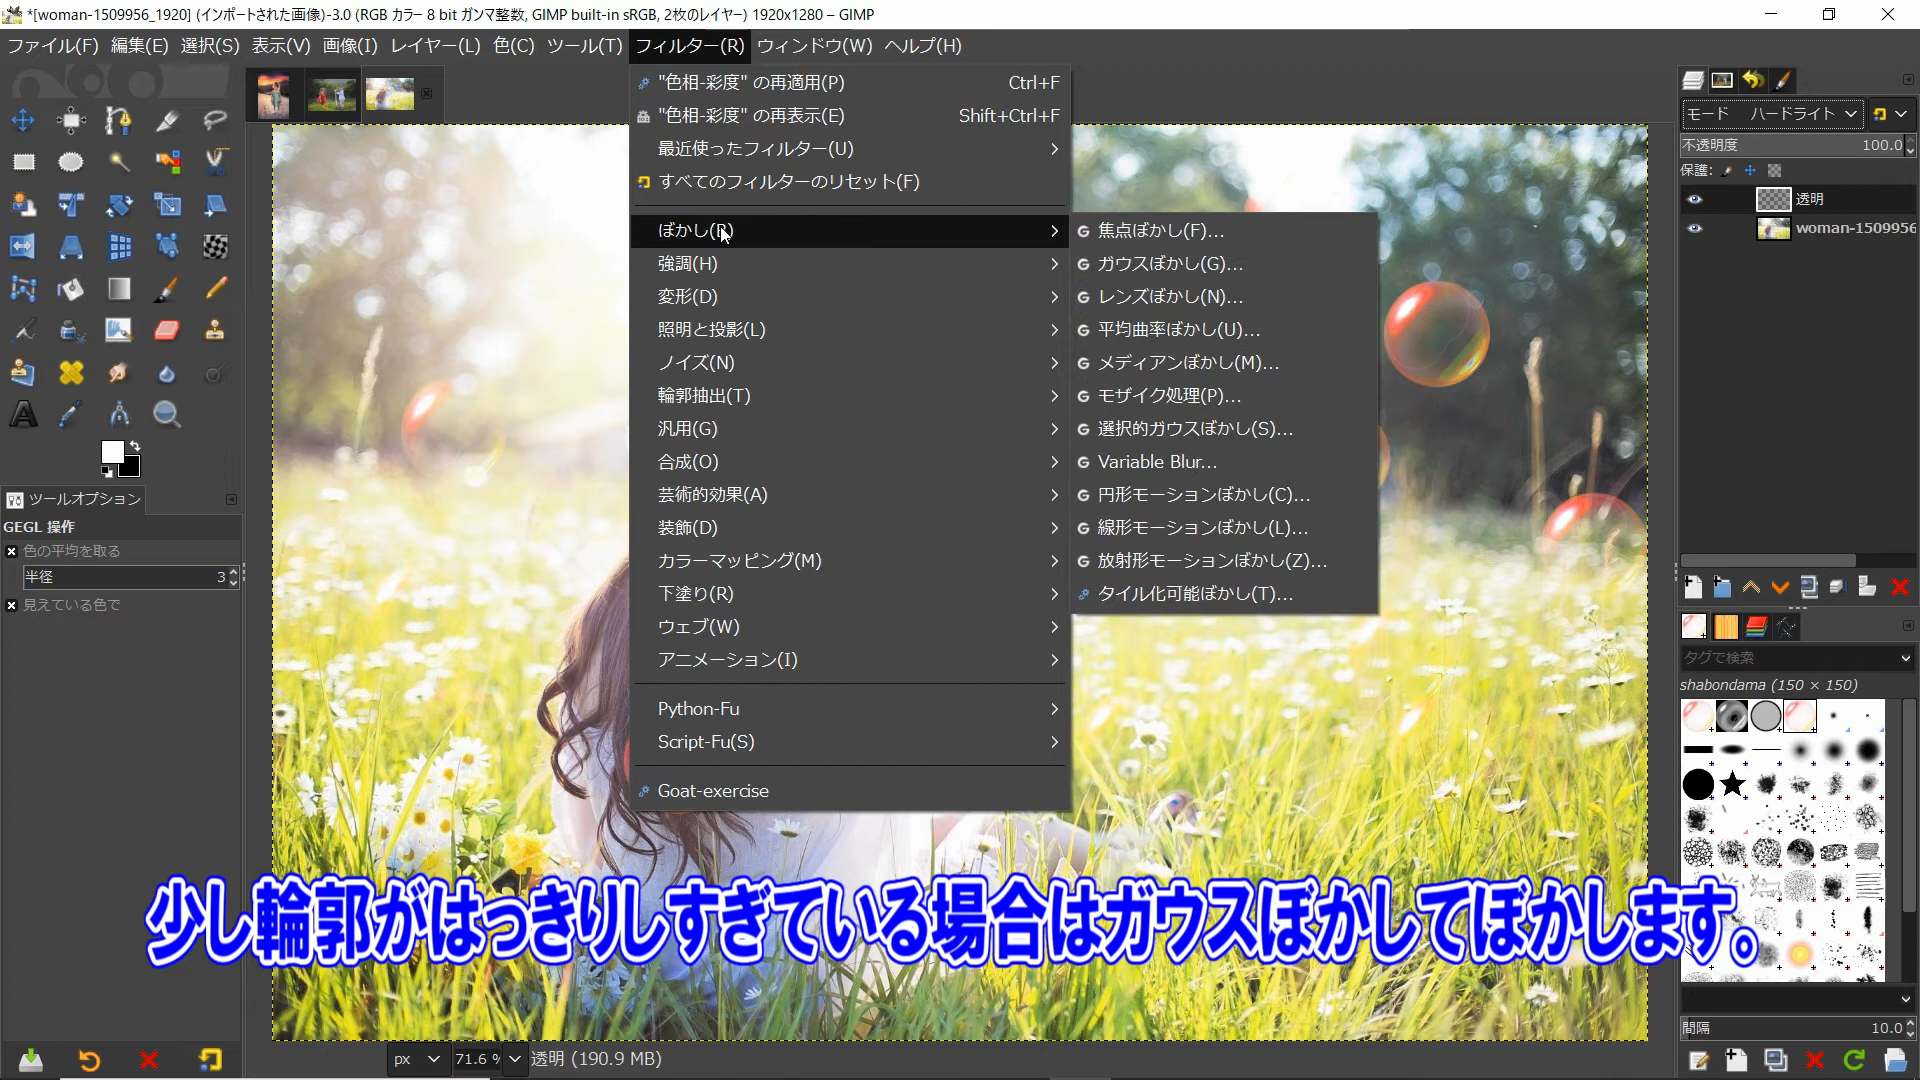 *[woman-1509956_1920] (インポートされた画像)-3.0 (RGB カラー 8 bit ガンマ整数, GIMP built-in sRGB, 2枚のレイヤー) 1920x1280 – GIMP
ファイル(F) 編集(E) 選択(S) 表示(V) 画像(I) レイヤー(L) 色(C) ツール(T) フィルター(R) ウィンドウ(W) ヘルプ(H)
"色相-彩度" の再適用(P) Ctrl+F
"色相-彩度" の再表示(E) Shift+Ctrl+F
最近使ったフィルター(U)
すべてのフィルターのリセット(F)
ぼかし(B)
強調(H)
変形(D)
照明と投影(L)
ノイズ(N)
輪郭抽出(T)
汎用(G)
合成(O)
芸術的効果(A)
装飾(D)
カラーマッピング(M)
下塗り(R)
ウェブ(W)
アニメーション(I)
Python-Fu
Script-Fu(S)
Goat-exercise
焦点ぼかし(F)...
ガウスぼかし(G)...
レンズぼかし(N)...
平均曲率ぼかし(U)...
メディアンぼかし(M)...
モザイク処理(P)...
選択的ガウスぼかし(S)...
Variable Blur...
円形モーションぼかし(C)...
線形モーションぼかし(L)...
放射形モーションぼかし(Z)...
タイル化可能ぼかし(T)...
ツールオプション
GEGL 操作
色の平均を取る
半径 3
見えている色で
モード ハードライト
不透明度 100.0
保護:
透明
woman-1509956
タグで検索
shabondama (150 × 150)
間隔 10.0
少し輪郭がはっきりしすぎている場合はガウスぼかしてぼかします。
px 71.6 % 透明 (190.9 MB)